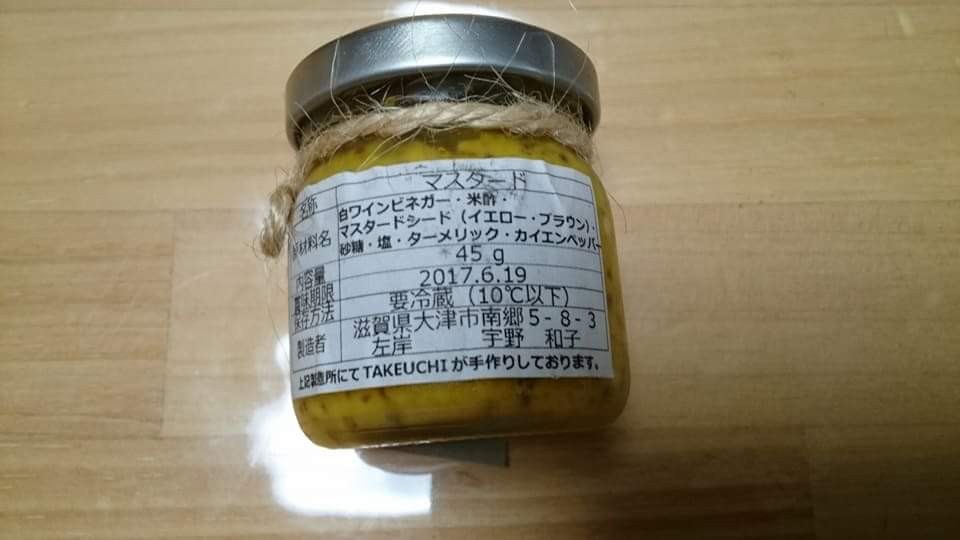 名称 マスタード
原材料名 白ワインビネガー・米酢・
マスタードシード（イエロー・ブラウン）・
砂糖・塩・ターメリック・カイエンペッパー
内容量 45 g
賞味期限 2017.6.19
保存方法 要冷蔵（10℃以下）
製造者 滋賀県大津市南郷5-8-3
左岸 宇野 和子
上記製造所にてTAKEUCHIが手作りしております。